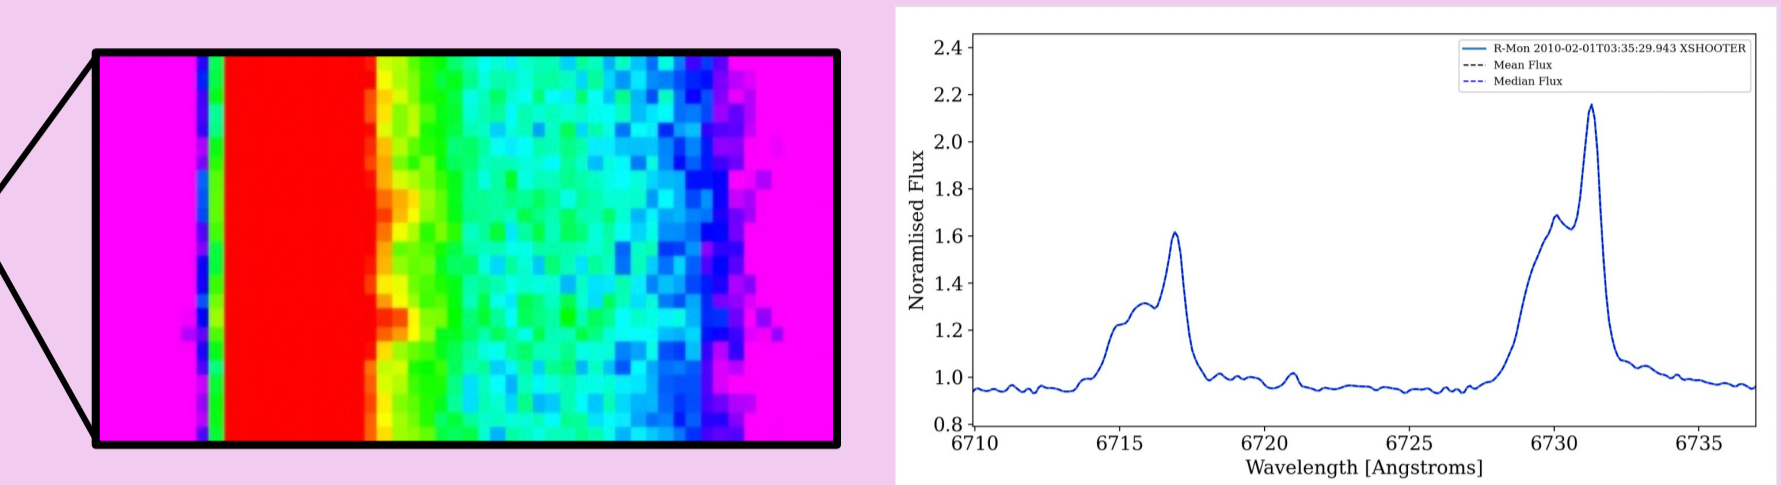 2.4
2.2
2.0
1.8
1.6
1.4
1.2
1.0
0.8
Noramlised Flux
R-Mon 2010-02-01T03:35:29.943 XSHOOTER
Mean Flux
Median Flux
6710 6715 6720 6725 6730 6735
Wavelength [Angstroms]